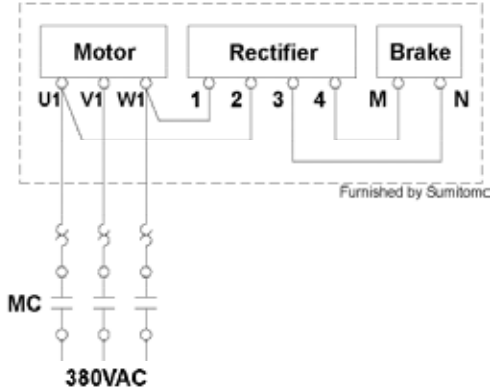 Motor Rectifier Brake
U1 V1 W1 1 2 3 4 M N
Furnished by Sumitomo
MC
380VAC